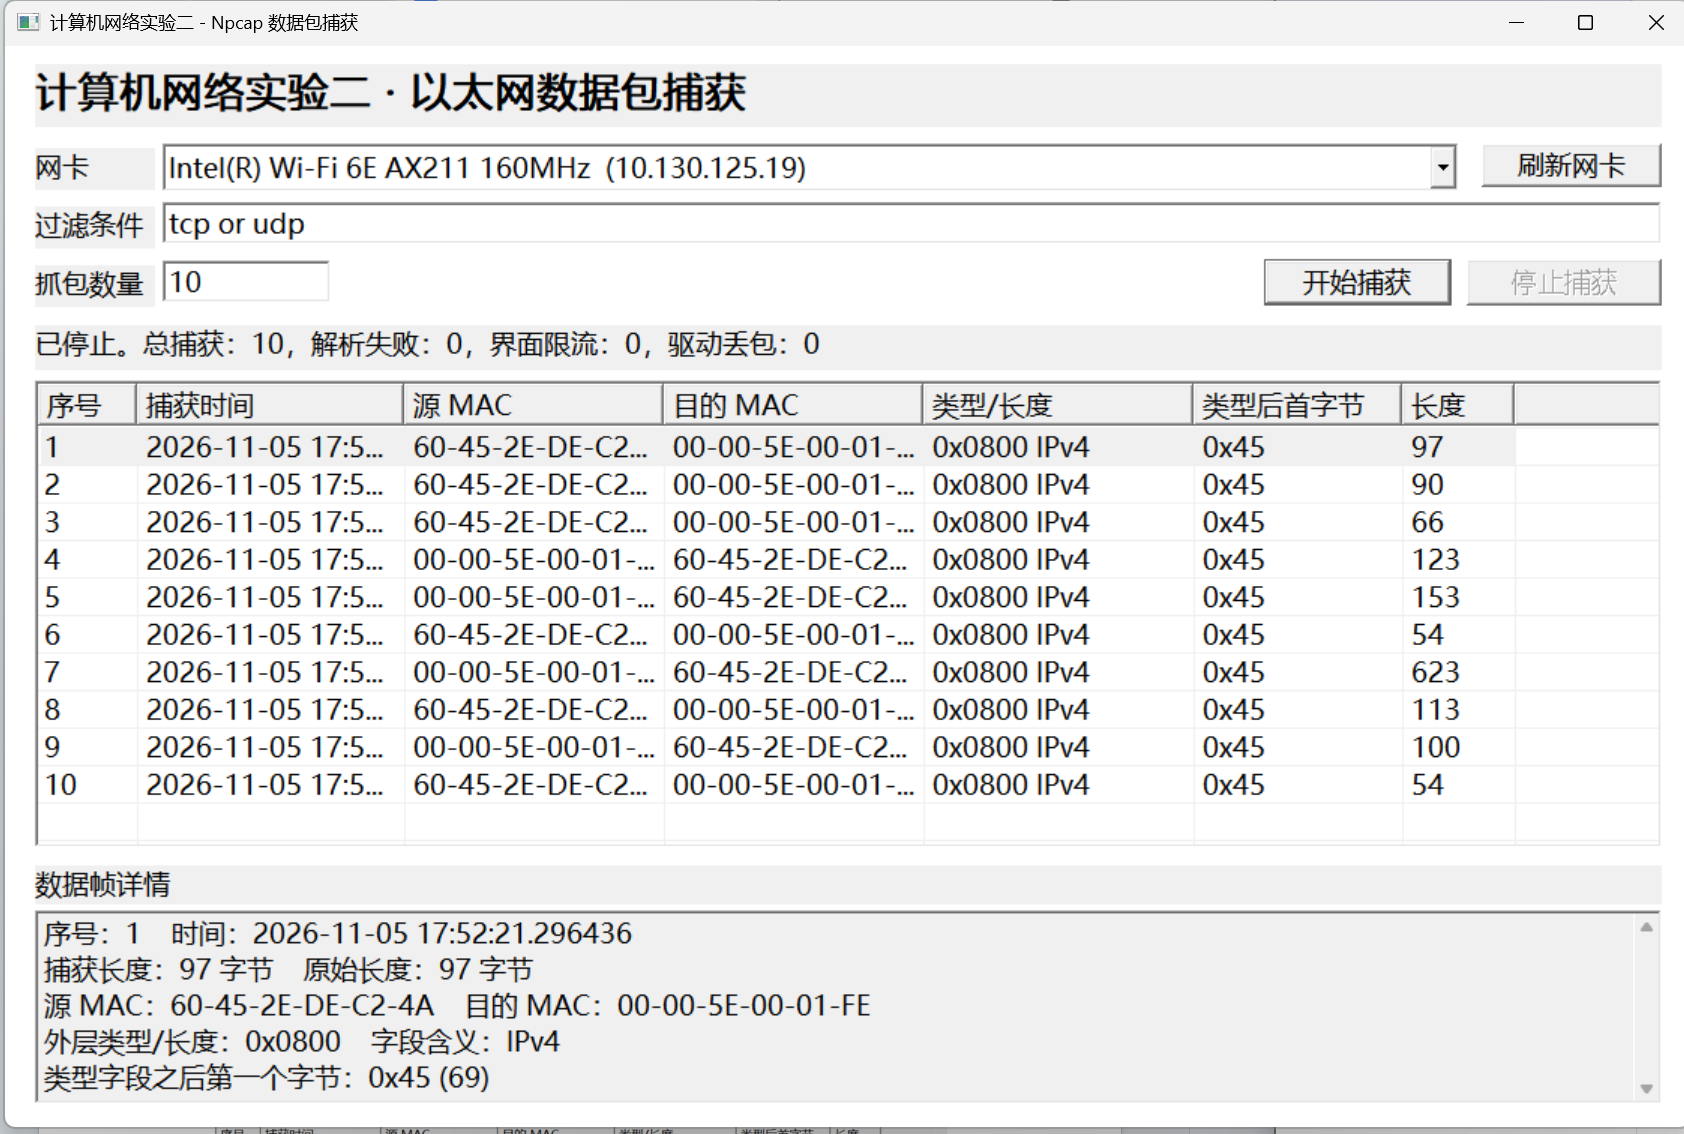 计算机网络实验二 - Npcap 数据包捕获
计算机网络实验二 · 以太网数据包捕获
网卡 Intel(R) Wi-Fi 6E AX211 160MHz (10.130.125.19) 刷新网卡
过滤条件 tcp or udp
抓包数量 10 开始捕获 停止捕获
已停止。总捕获：10，解析失败：0，界面限流：0，驱动丢包：0
序号 捕获时间 源 MAC 目的 MAC 类型/长度 类型后首字节 长度
1 2026-11-05 17:5... 60-45-2E-DE-C2... 00-00-5E-00-01-... 0x0800 IPv4 0x45 97
2 2026-11-05 17:5... 60-45-2E-DE-C2... 00-00-5E-00-01-... 0x0800 IPv4 0x45 90
3 2026-11-05 17:5... 60-45-2E-DE-C2... 00-00-5E-00-01-... 0x0800 IPv4 0x45 66
4 2026-11-05 17:5... 00-00-5E-00-01-... 60-45-2E-DE-C2... 0x0800 IPv4 0x45 123
5 2026-11-05 17:5... 00-00-5E-00-01-... 60-45-2E-DE-C2... 0x0800 IPv4 0x45 153
6 2026-11-05 17:5... 60-45-2E-DE-C2... 00-00-5E-00-01-... 0x0800 IPv4 0x45 54
7 2026-11-05 17:5... 00-00-5E-00-01-... 60-45-2E-DE-C2... 0x0800 IPv4 0x45 623
8 2026-11-05 17:5... 60-45-2E-DE-C2... 00-00-5E-00-01-... 0x0800 IPv4 0x45 113
9 2026-11-05 17:5... 00-00-5E-00-01-... 60-45-2E-DE-C2... 0x0800 IPv4 0x45 100
10 2026-11-05 17:5... 60-45-2E-DE-C2... 00-00-5E-00-01-... 0x0800 IPv4 0x45 54
数据帧详情
序号：1 时间：2026-11-05 17:52:21.296436
捕获长度：97 字节 原始长度：97 字节
源 MAC：60-45-2E-DE-C2-4A 目的 MAC：00-00-5E-00-01-FE
外层类型/长度：0x0800 字段含义：IPv4
类型字段之后第一个字节：0x45 (69)